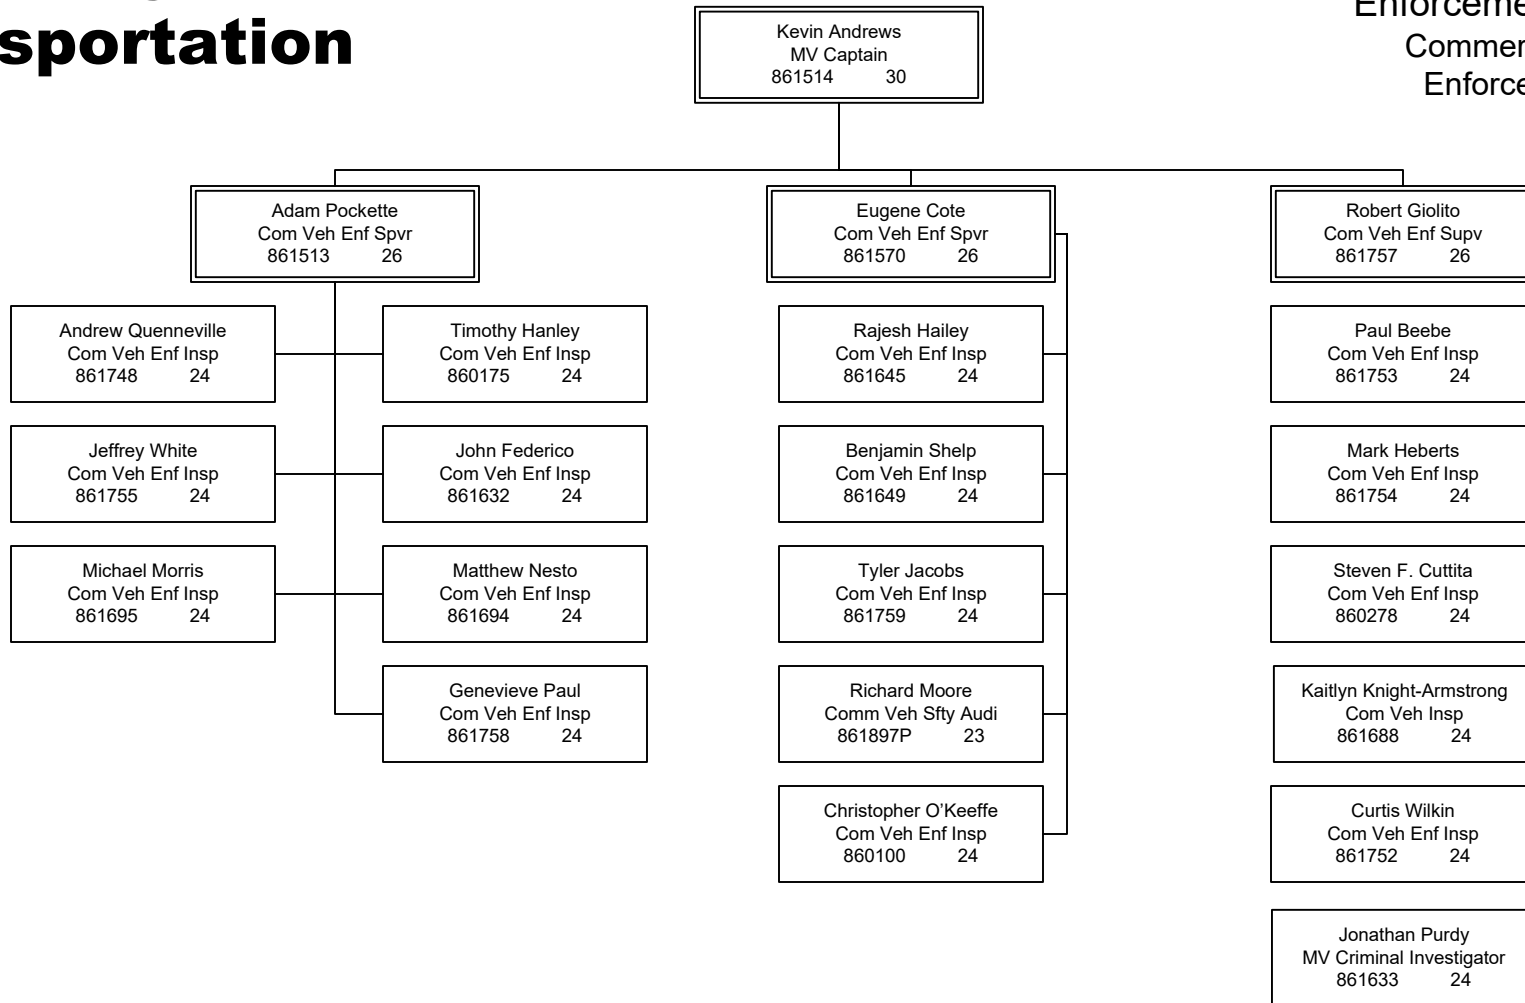 sportation
Enforceme
Commer
Enforce
Kevin Andrews
MV Captain
861514 30
Adam Pockette
Com Veh Enf Spvr
861513 26
Eugene Cote
Com Veh Enf Spvr
861570 26
Robert Giolito
Com Veh Enf Supv
861757 26
Andrew Quenneville
Com Veh Enf Insp
861748 24
Timothy Hanley
Com Veh Enf Insp
860175 24
Rajesh Hailey
Com Veh Enf Insp
861645 24
Paul Beebe
Com Veh Enf Insp
861753 24
Jeffrey White
Com Veh Enf Insp
861755 24
John Federico
Com Veh Enf Insp
861632 24
Benjamin Shelp
Com Veh Enf Insp
861649 24
Mark Heberts
Com Veh Enf Insp
861754 24
Michael Morris
Com Veh Enf Insp
861695 24
Matthew Nesto
Com Veh Enf Insp
861694 24
Tyler Jacobs
Com Veh Enf Insp
861759 24
Steven F. Cuttita
Com Veh Enf Insp
860278 24
Genevieve Paul
Com Veh Enf Insp
861758 24
Richard Moore
Comm Veh Sfty Audi
861897P 23
Kaitlyn Knight-Armstrong
Com Veh Insp
861688 24
Christopher O’Keeffe
Com Veh Enf Insp
860100 24
Curtis Wilkin
Com Veh Enf Insp
861752 24
Jonathan Purdy
MV Criminal Investigator
861633 24